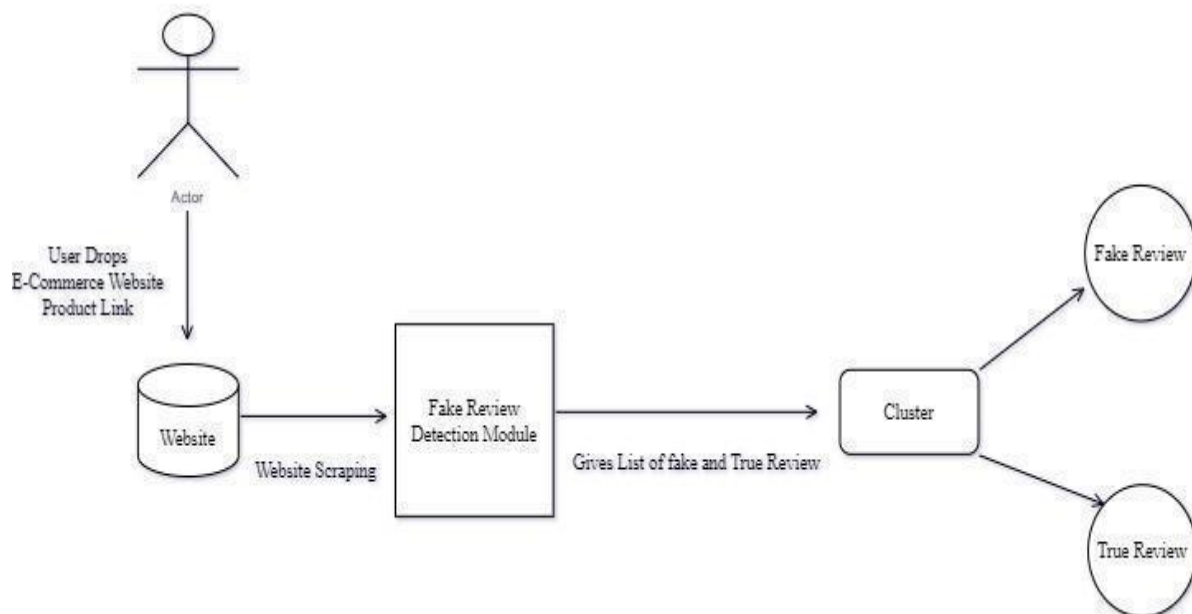 Actor
User Drops
E-Commerce Website
Product Link
Website
Website Scraping
Fake Review
Detection Module
Gives List of fake and True Review
Cluster
Fake Review
True Review